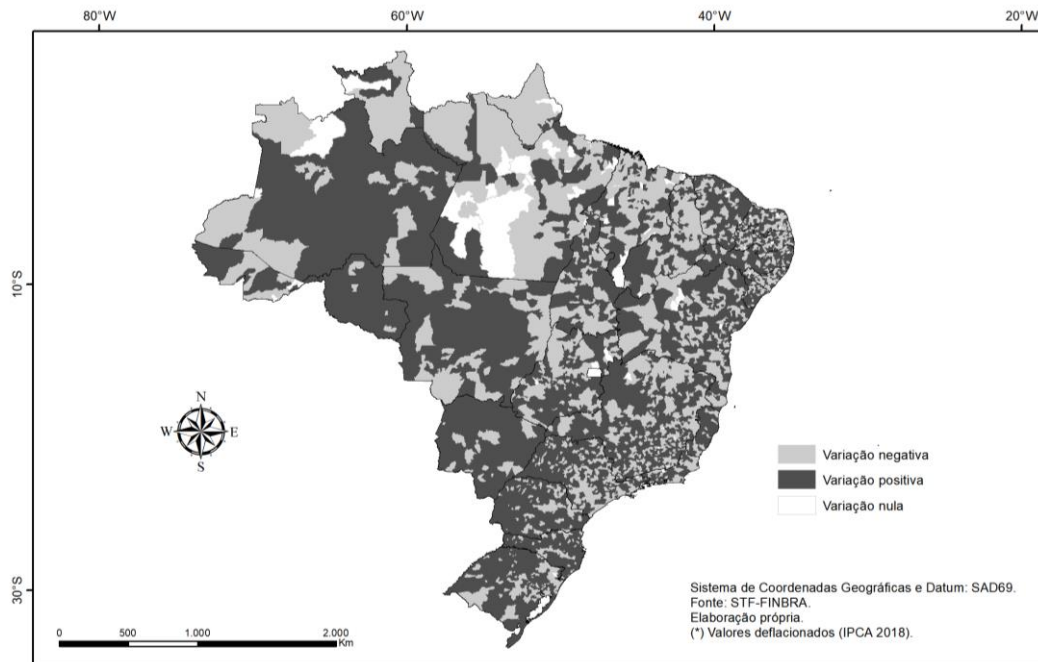 80°W 60°W 40°W 20°W
10°S
30°S
N
W E
S
Variação negativa
Variação positiva
Variação nula
Sistema de Coordenadas Geográficas e Datum: SAD69.
Fonte: STF-FINBRA.
Elaboração própria.
(*) Valores deflacionados (IPCA 2018).
0 500 1.000 2.000
Km